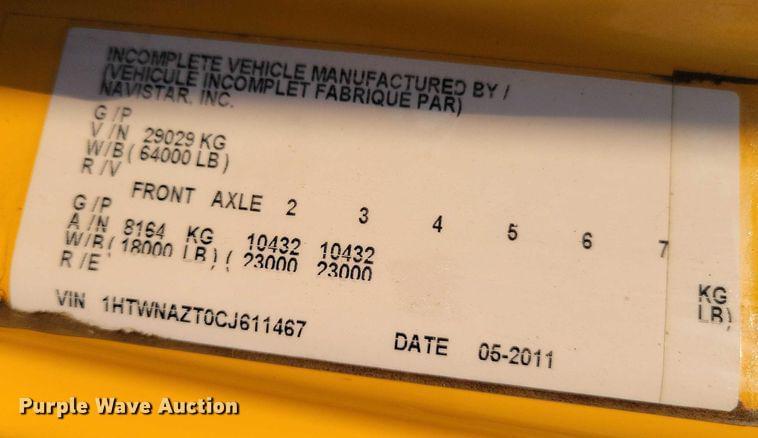 INCOMPLETE VEHICLE MANUFACTURED BY /
(VEHICULE INCOMPLET FABRIQUE PAR)
NAVISTAR, INC.
G /P
V /N 29029 KG
W/B ( 64000 LB )
R /V
FRONT AXLE 2 3 4 5 6 7
G /P
A /N 8164 KG 10432 10432 KG
W/B ( 18000 LB ) ( 23000 23000 LB)
R /E
VIN 1HTWNAZT0CJ611467 DATE 05-2011
Purple Wave Auction